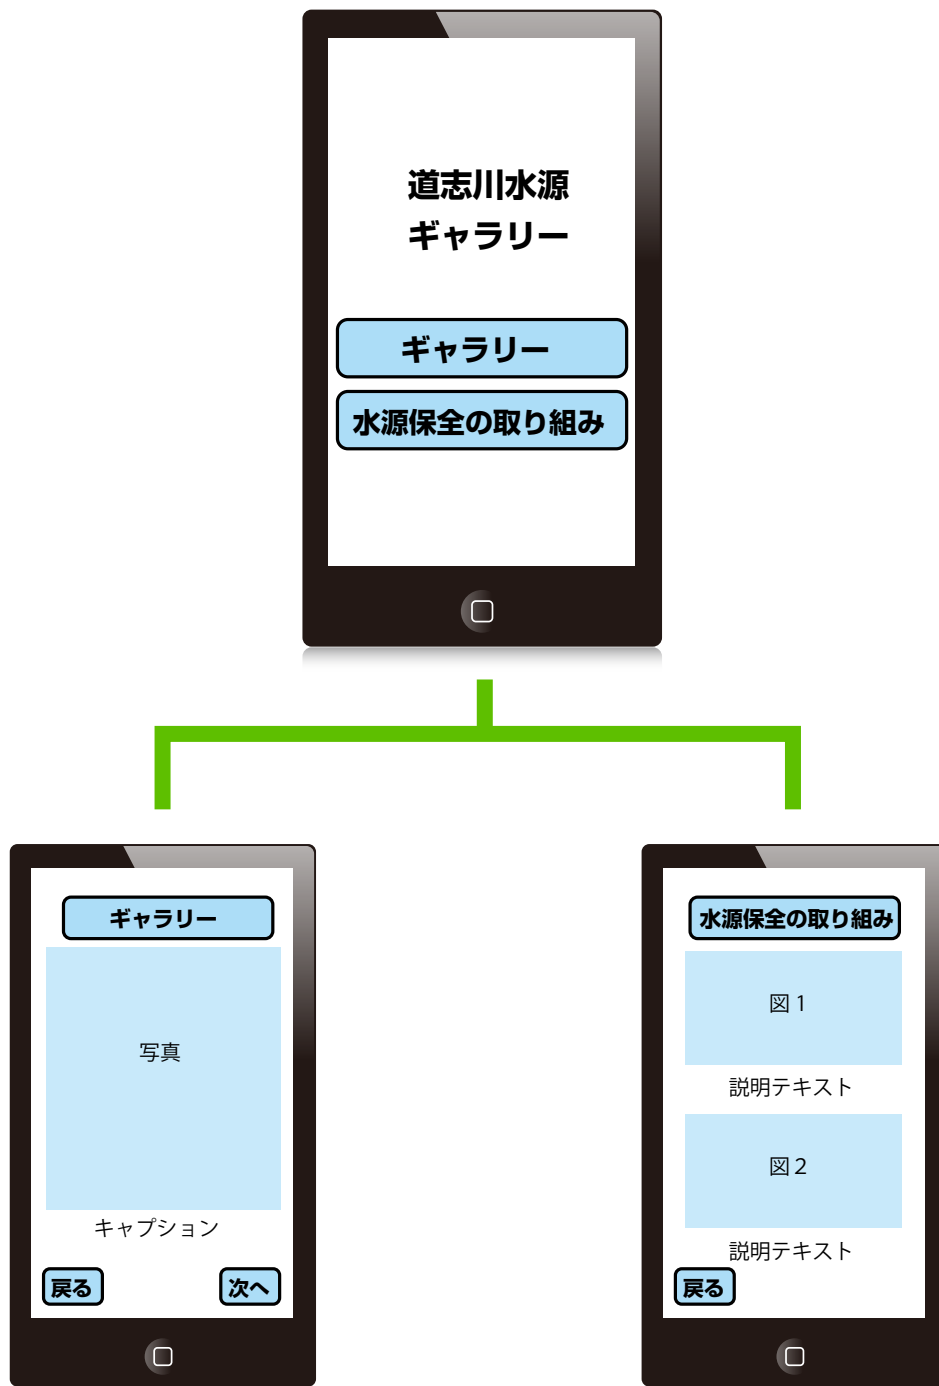 道志川水源
ギャラリー
ギャラリー
水源保全の取り組み
ギャラリー
写真
キャプション
戻る
次へ
水源保全の取り組み
図 1
説明テキスト
図 2
説明テキスト
戻る